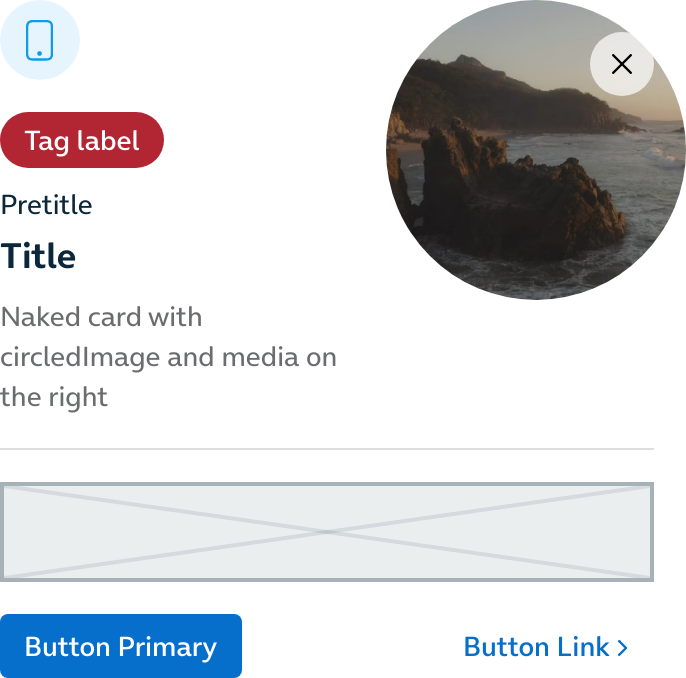 Tag label
Pretitle
Title
Naked card with
circledImage and media on
the right
Button Primary
Button Link